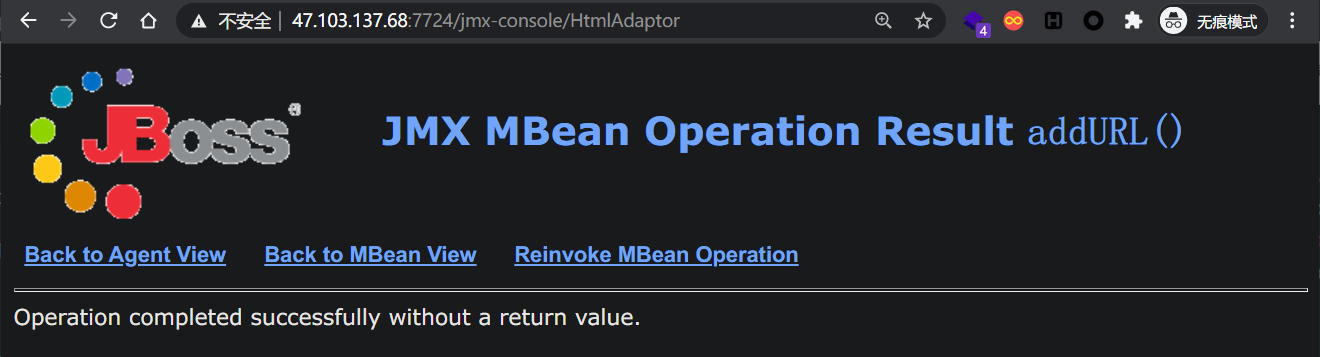 不安全 | 47.103.137.68:7724/jmx-console/HtmlAdaptor
4
无痕模式
JBoss
JMX MBean Operation Result addURL()
Back to Agent View Back to MBean View Reinvoke MBean Operation
Operation completed successfully without a return value.